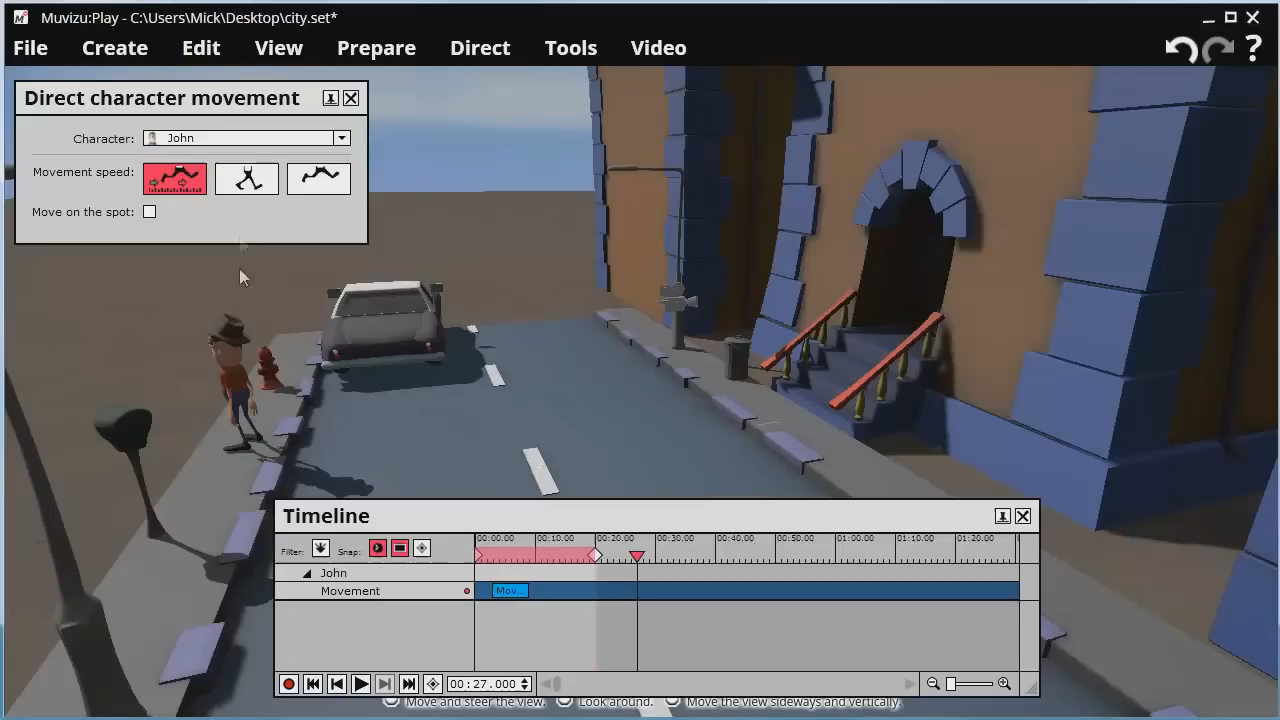 Muvizu:Play - C:\Users\Mick\Desktop\city.set*
File Create Edit View Prepare Direct Tools Video
Direct character movement
Character: John
Movement speed:
Move on the spot:
Timeline
Filter: Snap: 00:00.00 00:10.00 00:20.00 00:30.00 00:40.00 00:50.00 01:00.00 01:10.00 01:20.00
John
Movement Mov...
00:27.000
Move and steer the view. Look around. Move the view sideways and vertically.